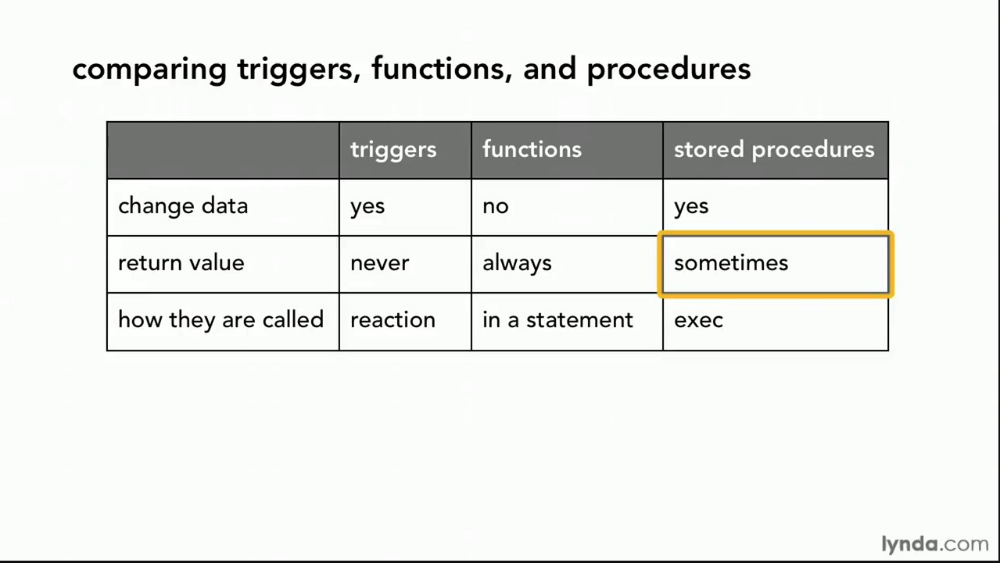 comparing triggers, functions, and procedures
triggers functions stored procedures
change data yes no yes
return value never always sometimes
how they are called reaction in a statement exec
lynda.com